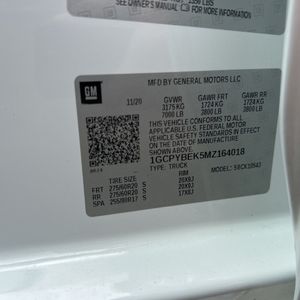 SEE OWNER'S MANUAL FOR MORE INFORMATION
GM
MFD BY GENERAL MOTORS LLC
11/20 GVWR GAWR FRT GAWR RR
3175 KG 1724 KG 1724 KG
7000 LB 3800 LB 3800 LB
THIS VEHICLE CONFORMS TO ALL
APPLICABLE U.S. FEDERAL MOTOR
VEHICLE SAFETY STANDARDS IN EFFECT
ON THE DATE OF MANUFACTURE SHOWN
ABOVE.
1GCPYBEK5MZ164018
TYPE: TRUCK
TIRE SIZE RIM
FRT 275/60R20 S 20X9J
RR 275/60R20 S 20X9J
SPA 255/80R17 S 17X8J